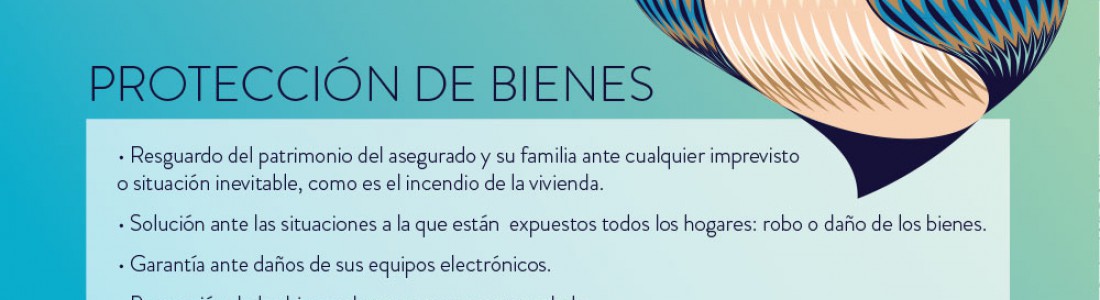 PROTECCIÓN DE BIENES
• Resguardo del patrimonio del asegurado y su familia ante cualquier imprevisto
o situación inevitable, como es el incendio de la vivienda.
• Solución ante las situaciones a la que están expuestos todos los hogares: robo o daño de los bienes.
• Garantía ante daños de sus equipos electrónicos.